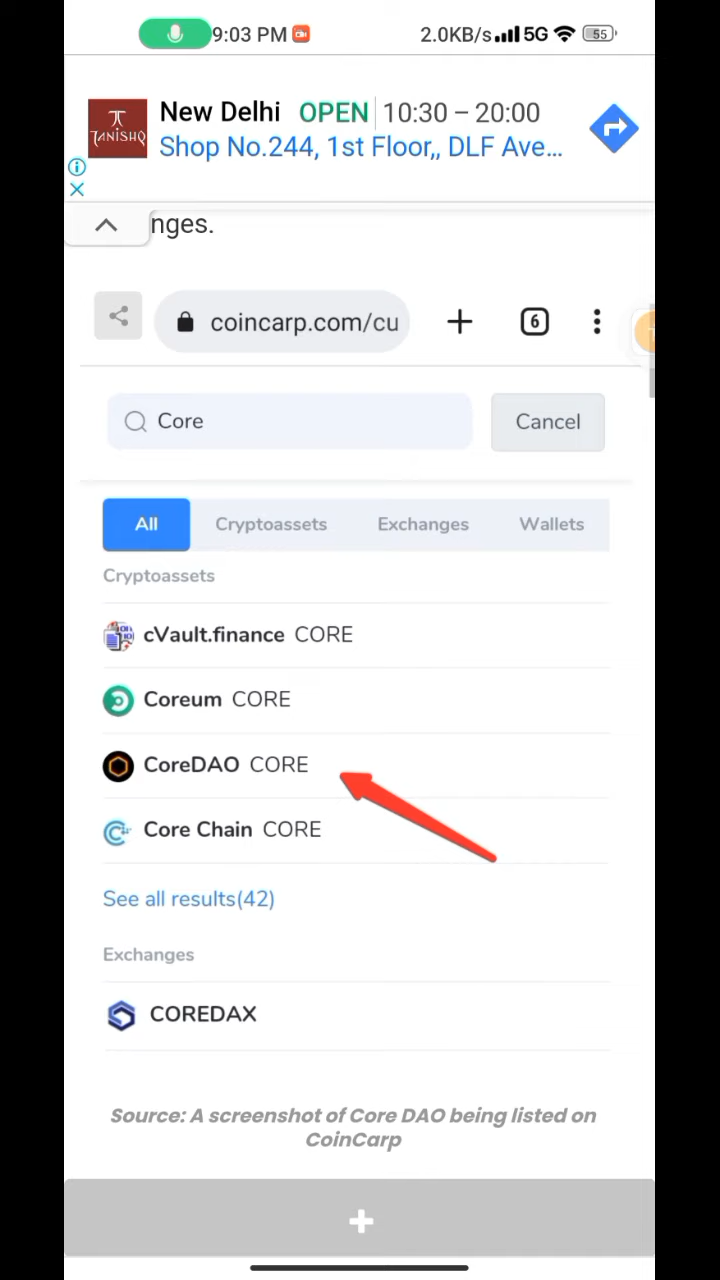 9:03 PM 2.0KB/s 5G 55
TANISHQ
New Delhi OPEN 10:30 – 20:00
Shop No.244, 1st Floor,, DLF Ave...
nges.
coincarp.com/cu
6
Core
Cancel
All Cryptoassets Exchanges Wallets
Cryptoassets
cVault.finance CORE
Coreum CORE
CoreDAO CORE
Core Chain CORE
See all results(42)
Exchanges
COREDAX
Source: A screenshot of Core DAO being listed on
CoinCarp